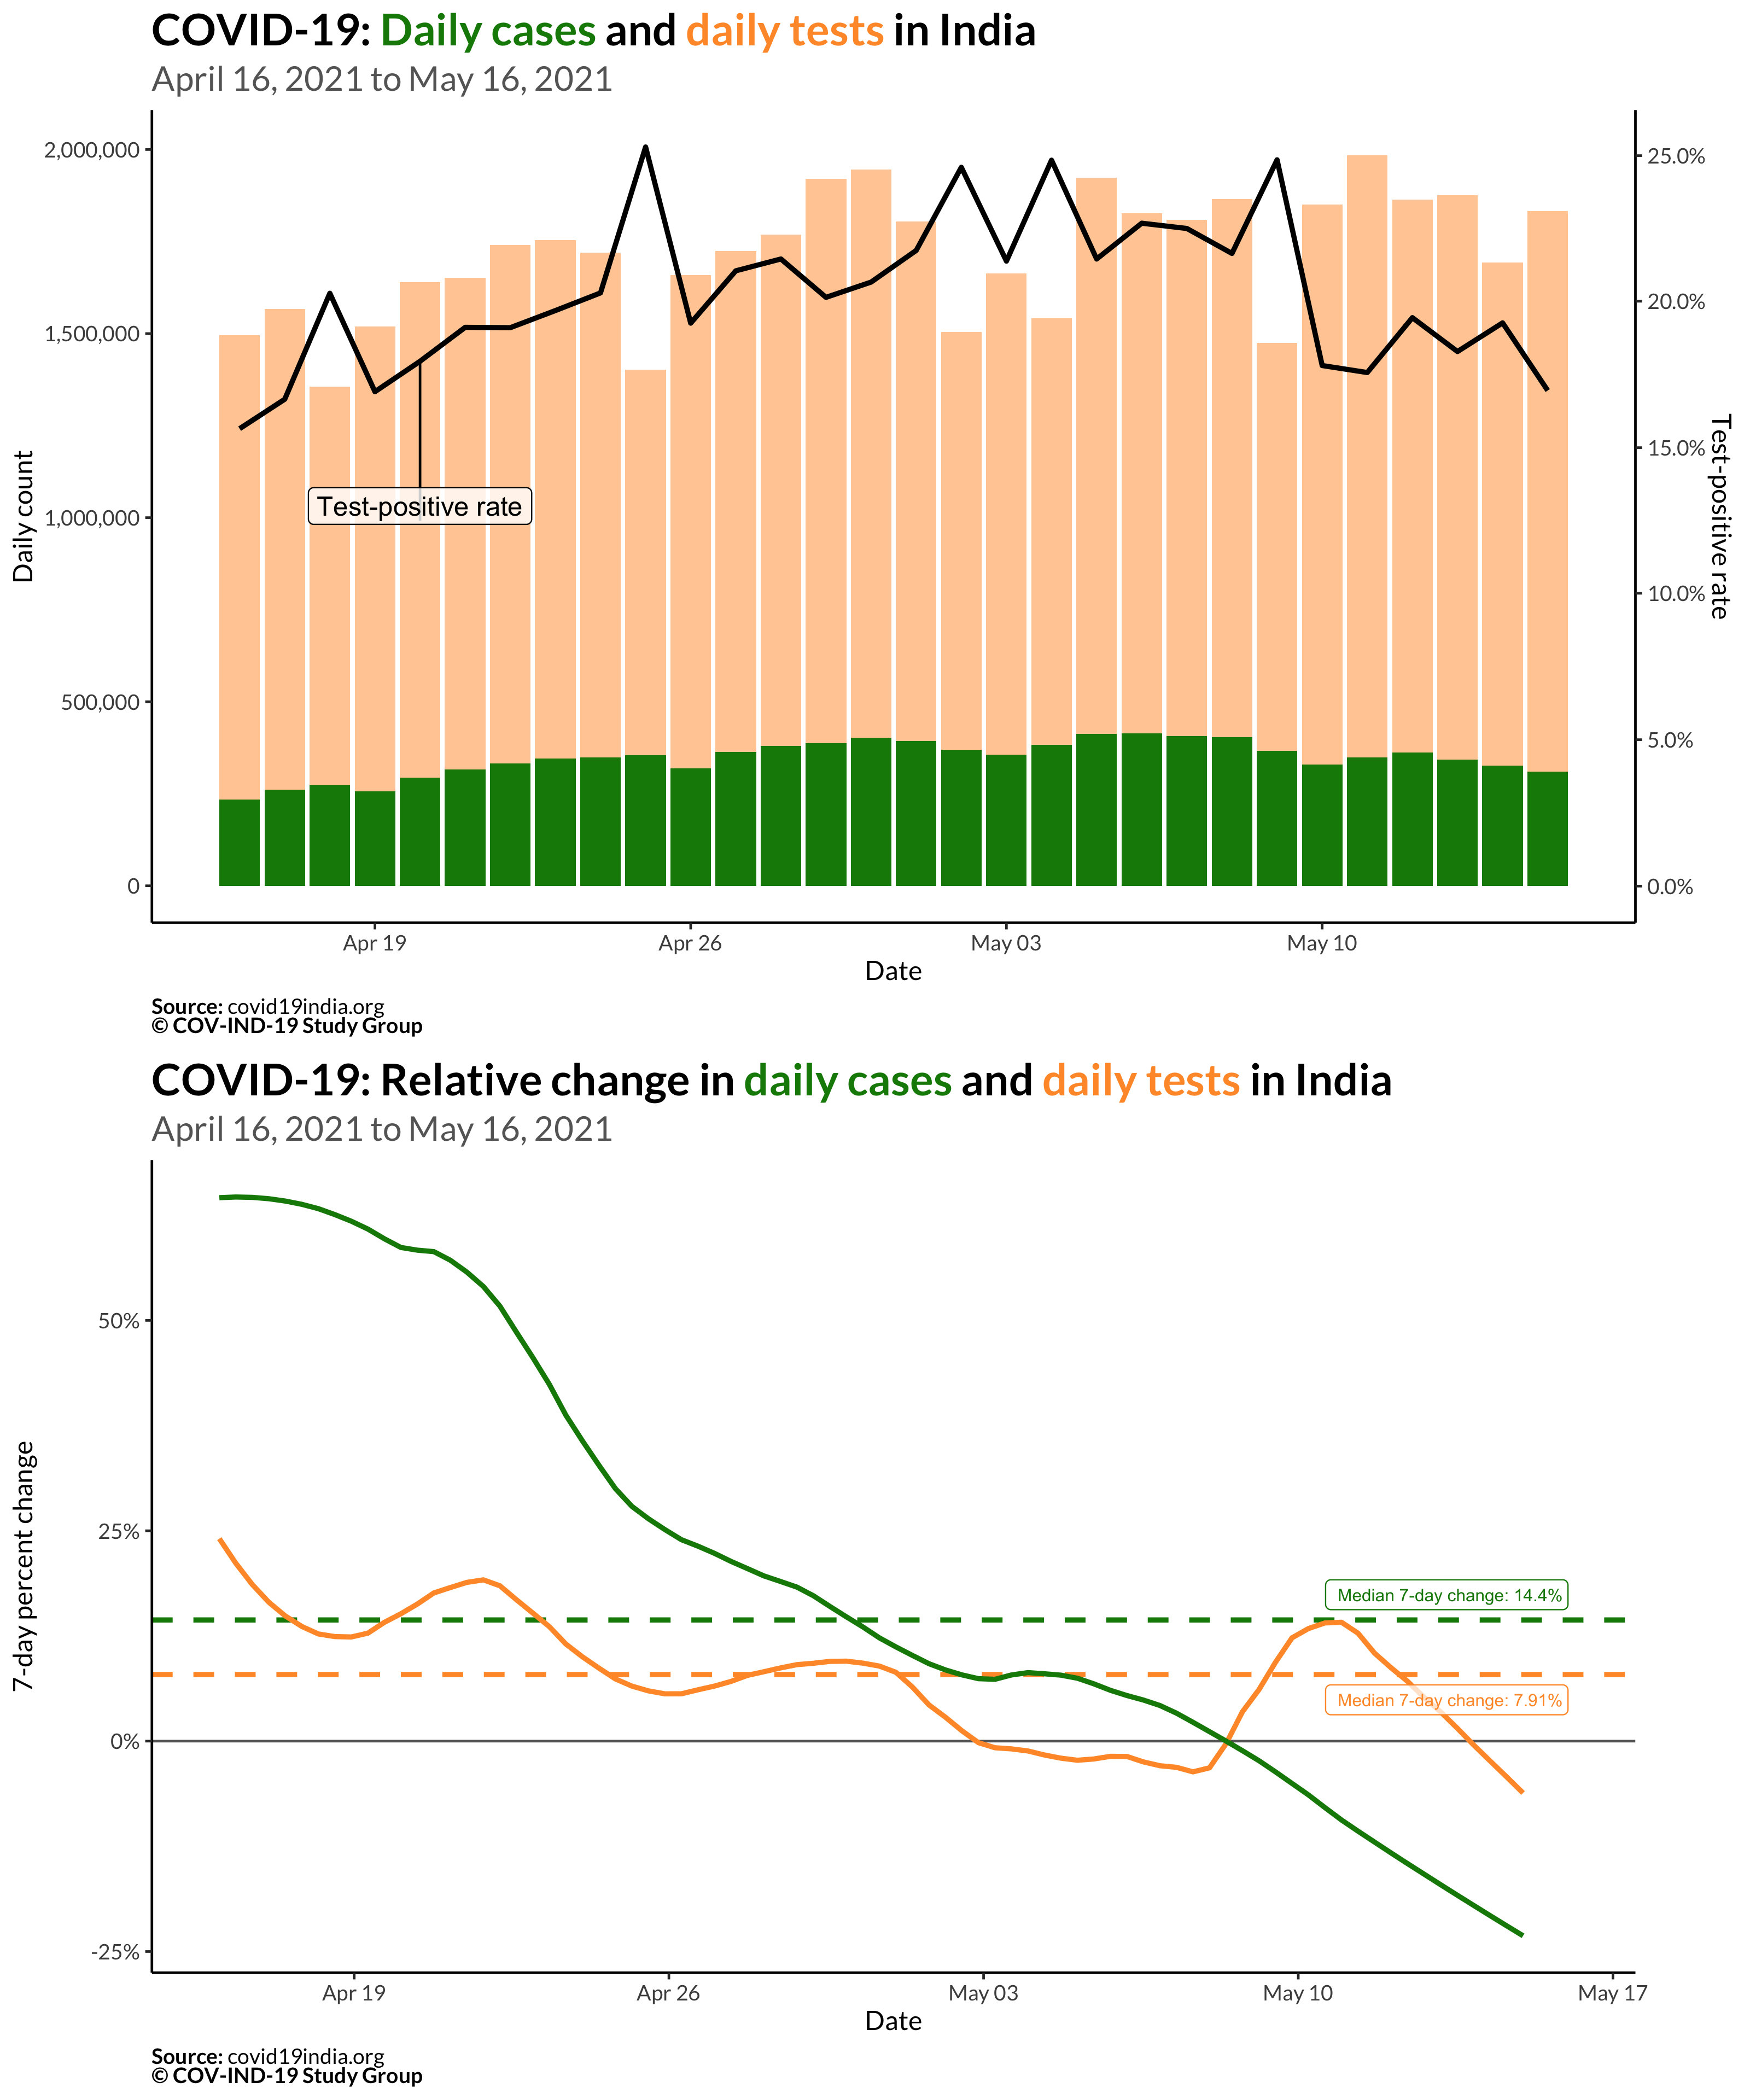 COVID-19: Daily cases and daily tests in India
April 16, 2021 to May 16, 2021
2,000,000
1,500,000
1,000,000
500,000
0
Daily count
Test-positive rate
25.0%
20.0%
15.0%
10.0%
5.0%
0.0%
Test-positive rate
Apr 19
Apr 26
May 03
May 10
Date
Source: covid19india.org
© COV-IND-19 Study Group
COVID-19: Relative change in daily cases and daily tests in India
April 16, 2021 to May 16, 2021
50%
25%
0%
-25%
7-day percent change
Median 7-day change: 14.4%
Median 7-day change: 7.91%
Apr 19
Apr 26
May 03
May 10
May 17
Date
Source: covid19india.org
© COV-IND-19 Study Group